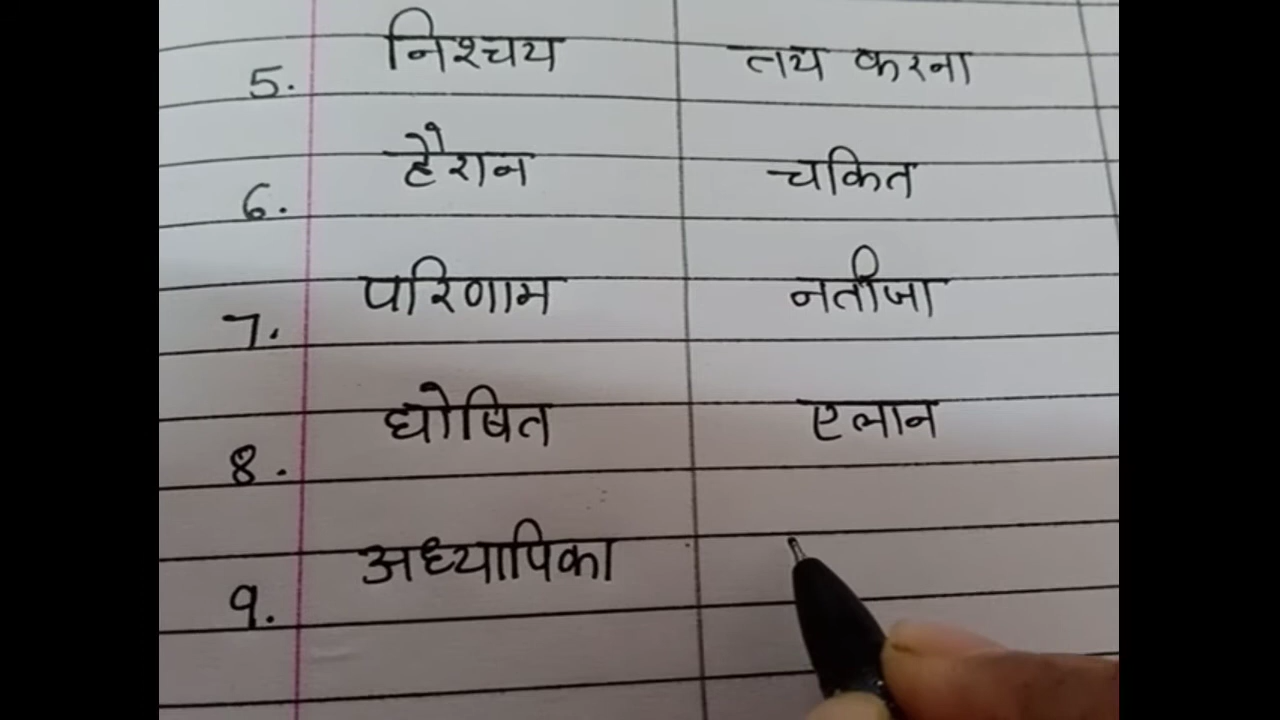 5. निश्चय तय करना
6. हैरान चकित
7. परिणाम नतीजा
8. घोषित एलान
9. अध्यापिका